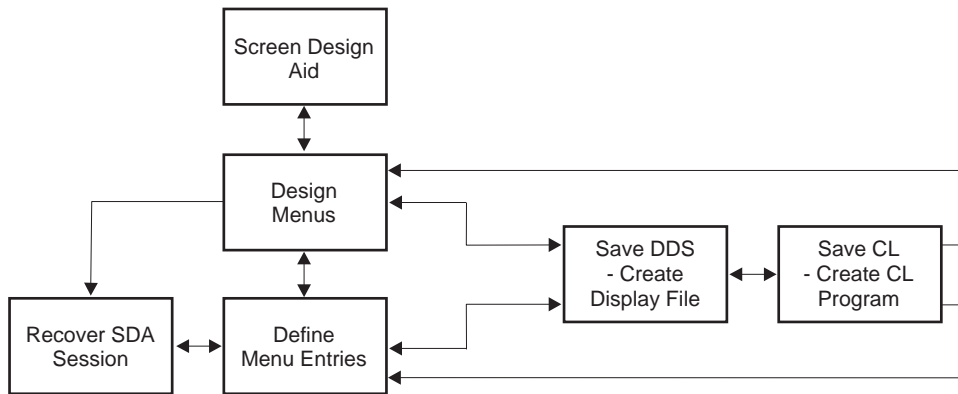 Screen Design
Aid
Design
Menus
Save DDS
- Create
Display File
Save CL
- Create CL
Program
Recover SDA
Session
Define
Menu Entries